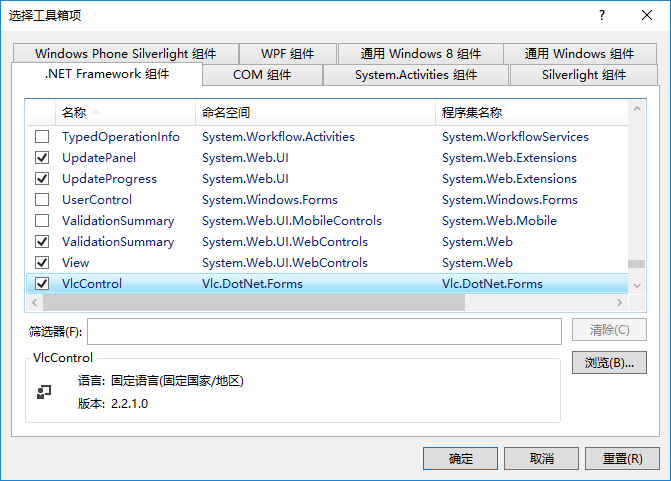 选择工具箱项
Windows Phone Silverlight 组件 WPF 组件 通用 Windows 8 组件 通用 Windows 组件
.NET Framework 组件 COM 组件 System.Activities 组件 Silverlight 组件
名称 命名空间 程序集名称
TypedOperationInfo System.Workflow.Activities System.WorkflowServices
UpdatePanel System.Web.UI System.Web.Extensions
UpdateProgress System.Web.UI System.Web.Extensions
UserControl System.Windows.Forms System.Windows.Forms
ValidationSummary System.Web.UI.MobileControls System.Web.Mobile
ValidationSummary System.Web.UI.WebControls System.Web
View System.Web.UI.WebControls System.Web
VlcControl Vlc.DotNet.Forms Vlc.DotNet.Forms
筛选器(F): 清除(C)
VlcControl 浏览(B)...
语言: 固定语言(固定国家/地区)
版本: 2.2.1.0
确定 取消 重置(R)